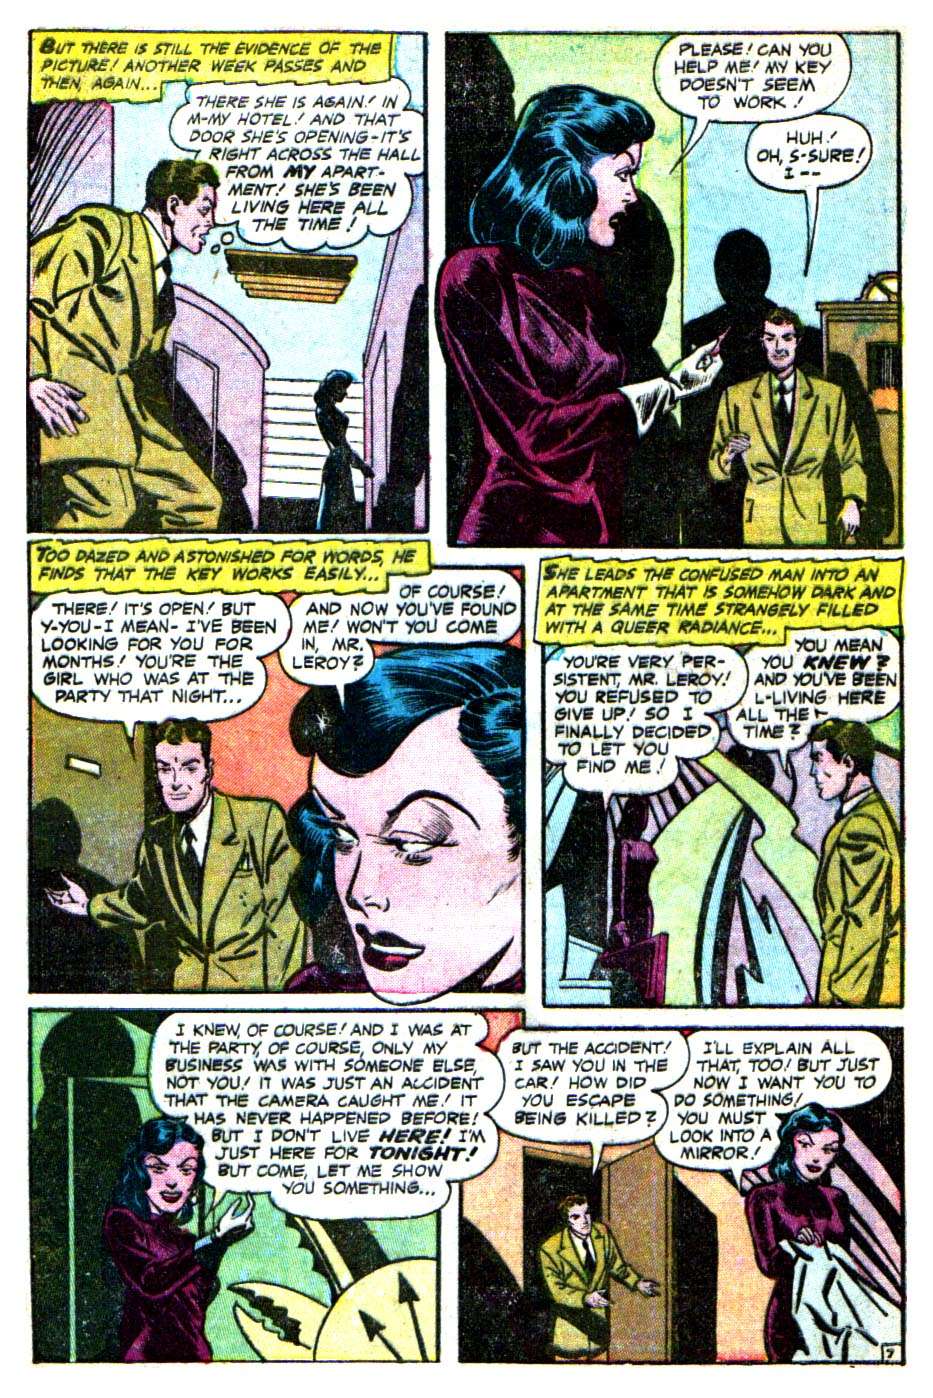 BUT THERE IS STILL THE EVIDENCE OF THE
PICTURE! ANOTHER WEEK PASSES AND
THEN, AGAIN...
THERE SHE IS AGAIN! IN
M-MY HOTEL! AND THAT
DOOR SHE'S OPENING-IT'S
RIGHT ACROSS THE HALL
FROM MY APART-
MENT! SHE'S BEEN
LIVING HERE ALL
THE TIME!
PLEASE! CAN YOU
HELP ME! MY KEY
DOESN'T SEEM
TO WORK!
HUH!
OH, S-SURE!
I--
TOO DAZED AND ASTONISHED FOR WORDS, HE
FINDS THAT THE KEY WORKS EASILY...
THERE! IT'S OPEN! BUT
Y-YOU-I MEAN- I'VE BEEN
LOOKING FOR YOU FOR
MONTHS! YOU'RE THE
GIRL WHO WAS AT THE
PARTY THAT NIGHT...
OF COURSE!
AND NOW YOU'VE FOUND
ME! WON'T YOU COME
IN, MR.
LEROY?
SHE LEADS THE CONFUSED MAN INTO AN
APARTMENT THAT IS SOMEHOW DARK AND
AT THE SAME TIME STRANGELY FILLED
WITH A QUEER RADIANCE...
YOU'RE VERY PER-
SISTENT, MR. LEROY!
YOU REFUSED TO
GIVE UP! SO I
FINALLY DECIDED
TO LET YOU
FIND ME!
YOU MEAN
YOU KNEW?
AND YOU'VE BEEN
L-LIVING HERE
ALL THE
TIME?
I KNEW, OF COURSE! AND I WAS AT
THE PARTY, OF COURSE, ONLY MY
BUSINESS WAS WITH SOMEONE ELSE,
NOT YOU! IT WAS JUST AN ACCIDENT
THAT THE CAMERA CAUGHT ME! IT
HAS NEVER HAPPENED BEFORE!
BUT I DON'T LIVE HERE! I'M
JUST HERE FOR TONIGHT!
BUT COME, LET ME SHOW
YOU SOMETHING...
BUT THE ACCIDENT!
I SAW YOU IN THE
CAR! HOW DID
YOU ESCAPE
BEING KILLED?
I'LL EXPLAIN ALL
THAT, TOO! BUT JUST
NOW I WANT YOU TO
DO SOMETHING!
YOU MUST
LOOK INTO A
MIRROR!
7